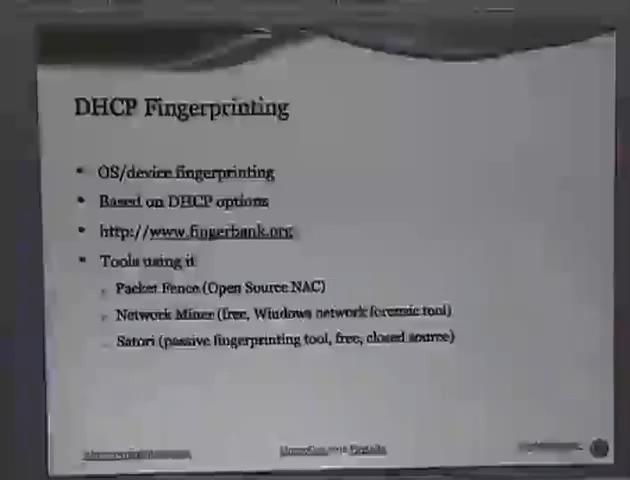 DHCP Fingerprinting
• OS/device fingerprinting
• Based on DHCP options
• http://www.fingerbank.org
• Tools using it
Packet Fence (Open Source NAC)
Network Miner (free, Windows network forensic tool)
Satori (passive fingerprinting tool, free, closed source)